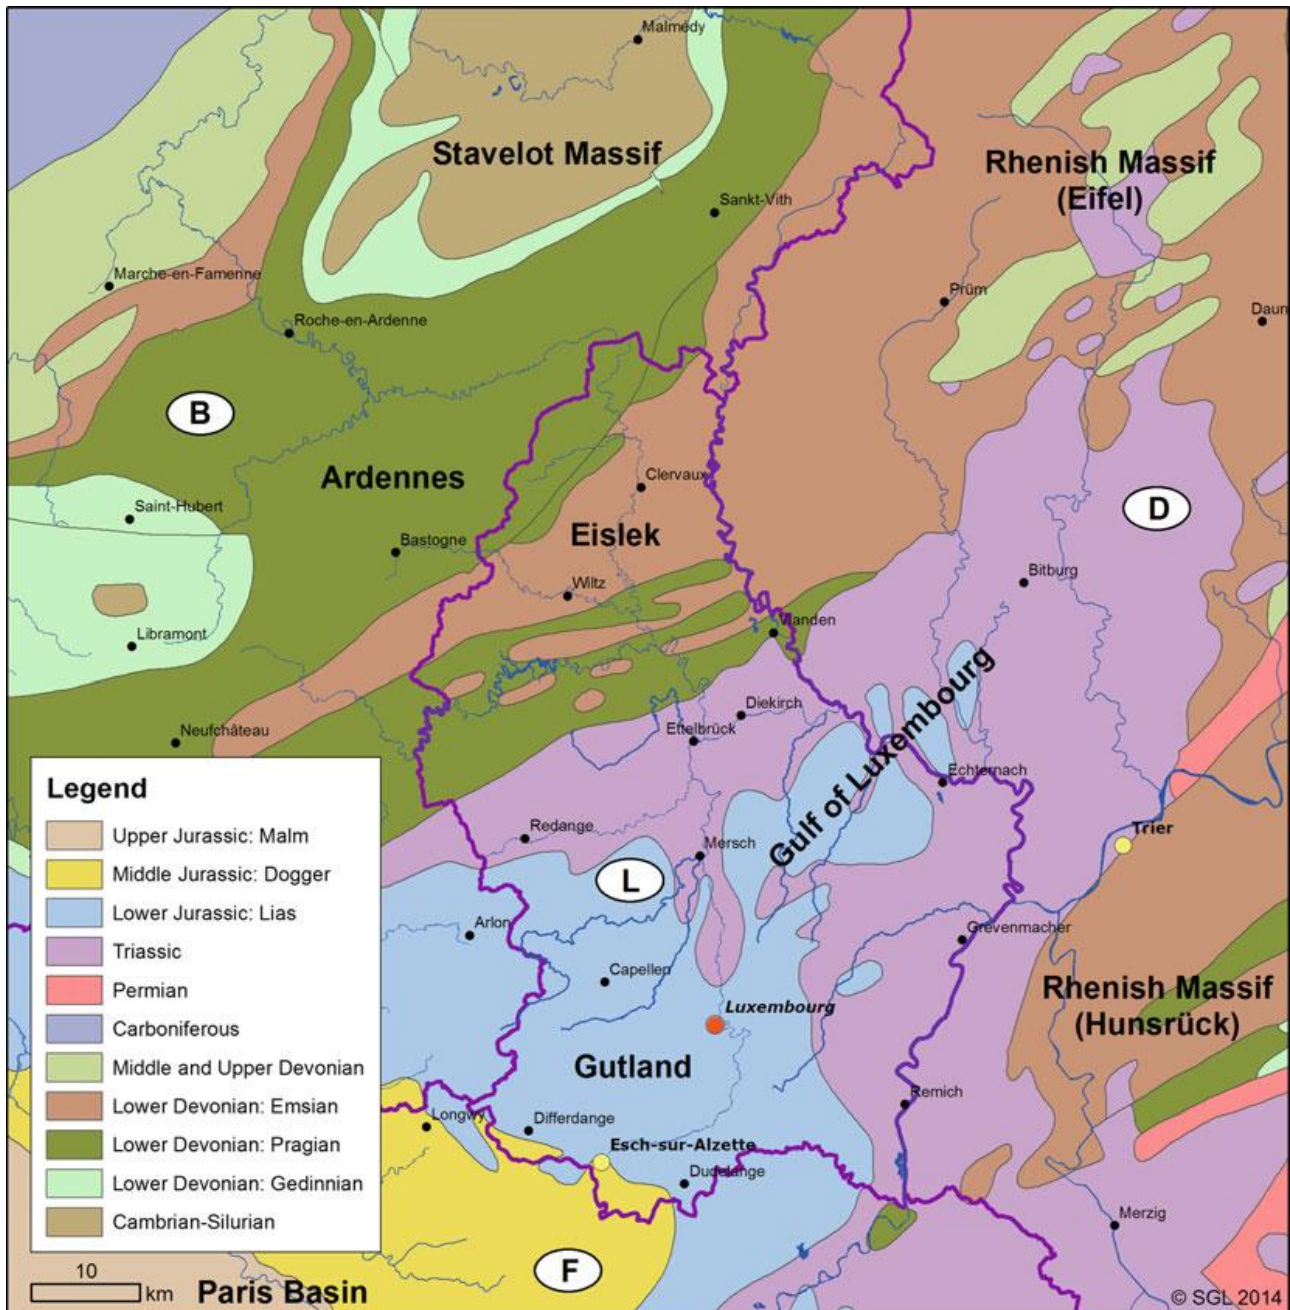 Malmédy
Stavelot Massif
Rhenish Massif
(Eifel)
Sankt-Vith
Marche-en-Famenne
Prüm
Daun
Roche-en-Ardenne
B
Ardennes
Clervaux
D
Saint-Hubert
Eislek
Bastogne
Bitburg
Wiltz
Vianden
Libramont
Gulf of Luxembourg
Diekirch
Ettelbrück
Neufchâteau
Echternach
Redange
Mersch
Trier
L
Arlon
Grevenmacher
Capellen
Rhenish Massif
(Hunsrück)
Luxembourg
Gutland
Remich
Longwy
Differdange
Esch-sur-Alzette
Dudelange
Merzig
F
Paris Basin
Legend
Upper Jurassic: Malm
Middle Jurassic: Dogger
Lower Jurassic: Lias
Triassic
Permian
Carboniferous
Middle and Upper Devonian
Lower Devonian: Emsian
Lower Devonian: Pragian
Lower Devonian: Gedinnian
Cambrian-Silurian
10
km
© SGL 2014